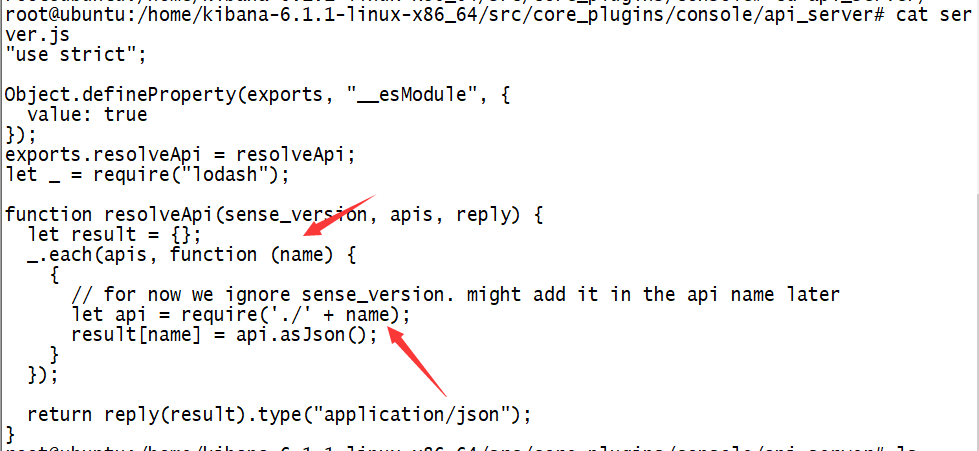 root@ubuntu:/home/kibana-6.1.1-linux-x86_64/src/core_plugins/console/api_server# cat ser
ver.js
"use strict";

Object.defineProperty(exports, "__esModule", {
  value: true
});
exports.resolveApi = resolveApi;
let _ = require("lodash");

function resolveApi(sense_version, apis, reply) {
  let result = {};
  _.each(apis, function (name) {
    {
      // for now we ignore sense_version. might add it in the api name later
      let api = require('./' + name);
      result[name] = api.asJson();
    }
  });

  return reply(result).type("application/json");
}